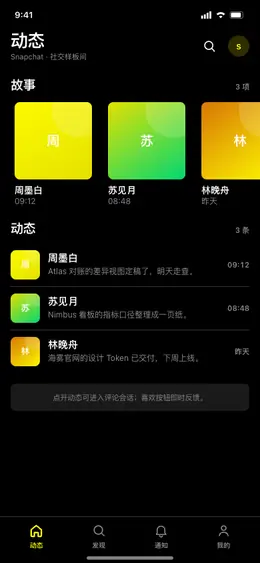 9:41
动态
Snapchat · 社交样板间
S
故事
3 项
周
苏
林
周墨白
09:12
苏见月
08:48
林晚舟
昨天
动态
3 条
周
周墨白
Atlas 对账的差异视图定稿了，明天走查。
09:12
苏
苏见月
Nimbus 看板的指标口径整理成一页纸。
08:48
林
林晚舟
海雾官网的设计 Token 已交付，下周上线。
昨天
点开动态可进入评论会话；喜欢按钮即时反馈。
动态
发现
通知
我的